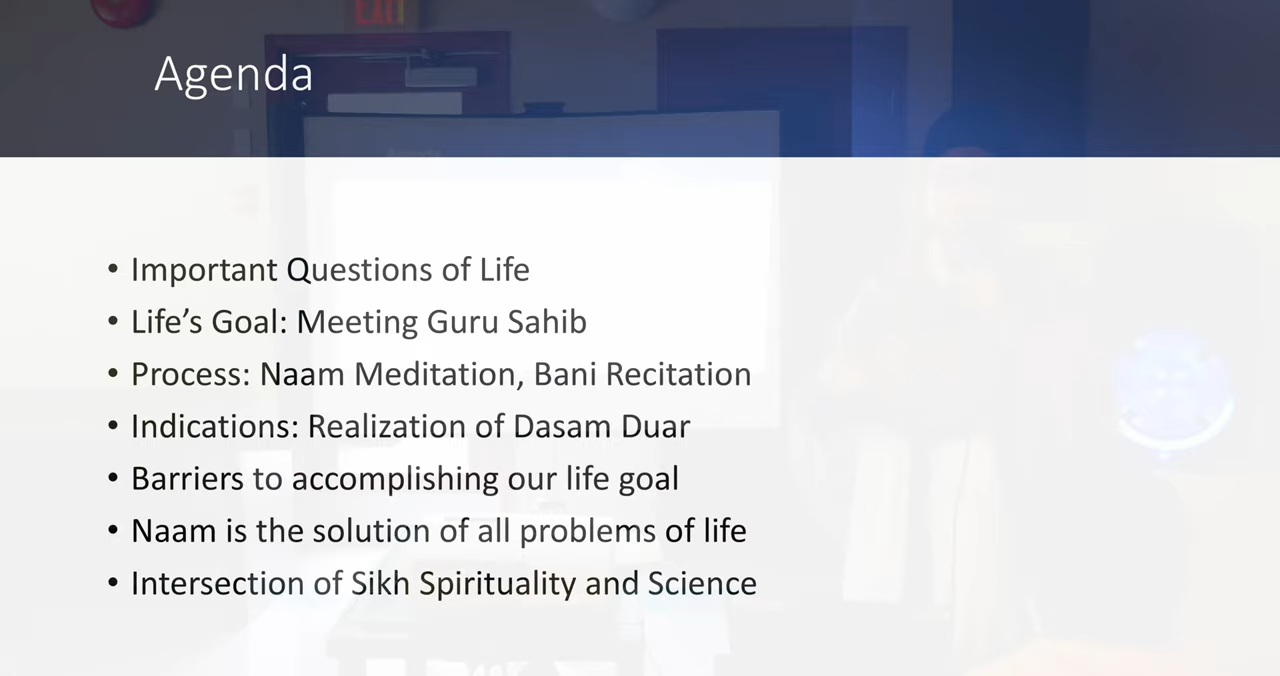 EXIT
Agenda
• Important Questions of Life
• Life's Goal: Meeting Guru Sahib
• Process: Naam Meditation, Bani Recitation
• Indications: Realization of Dasam Duar
• Barriers to accomplishing our life goal
• Naam is the solution of all problems of life
• Intersection of Sikh Spirituality and Science